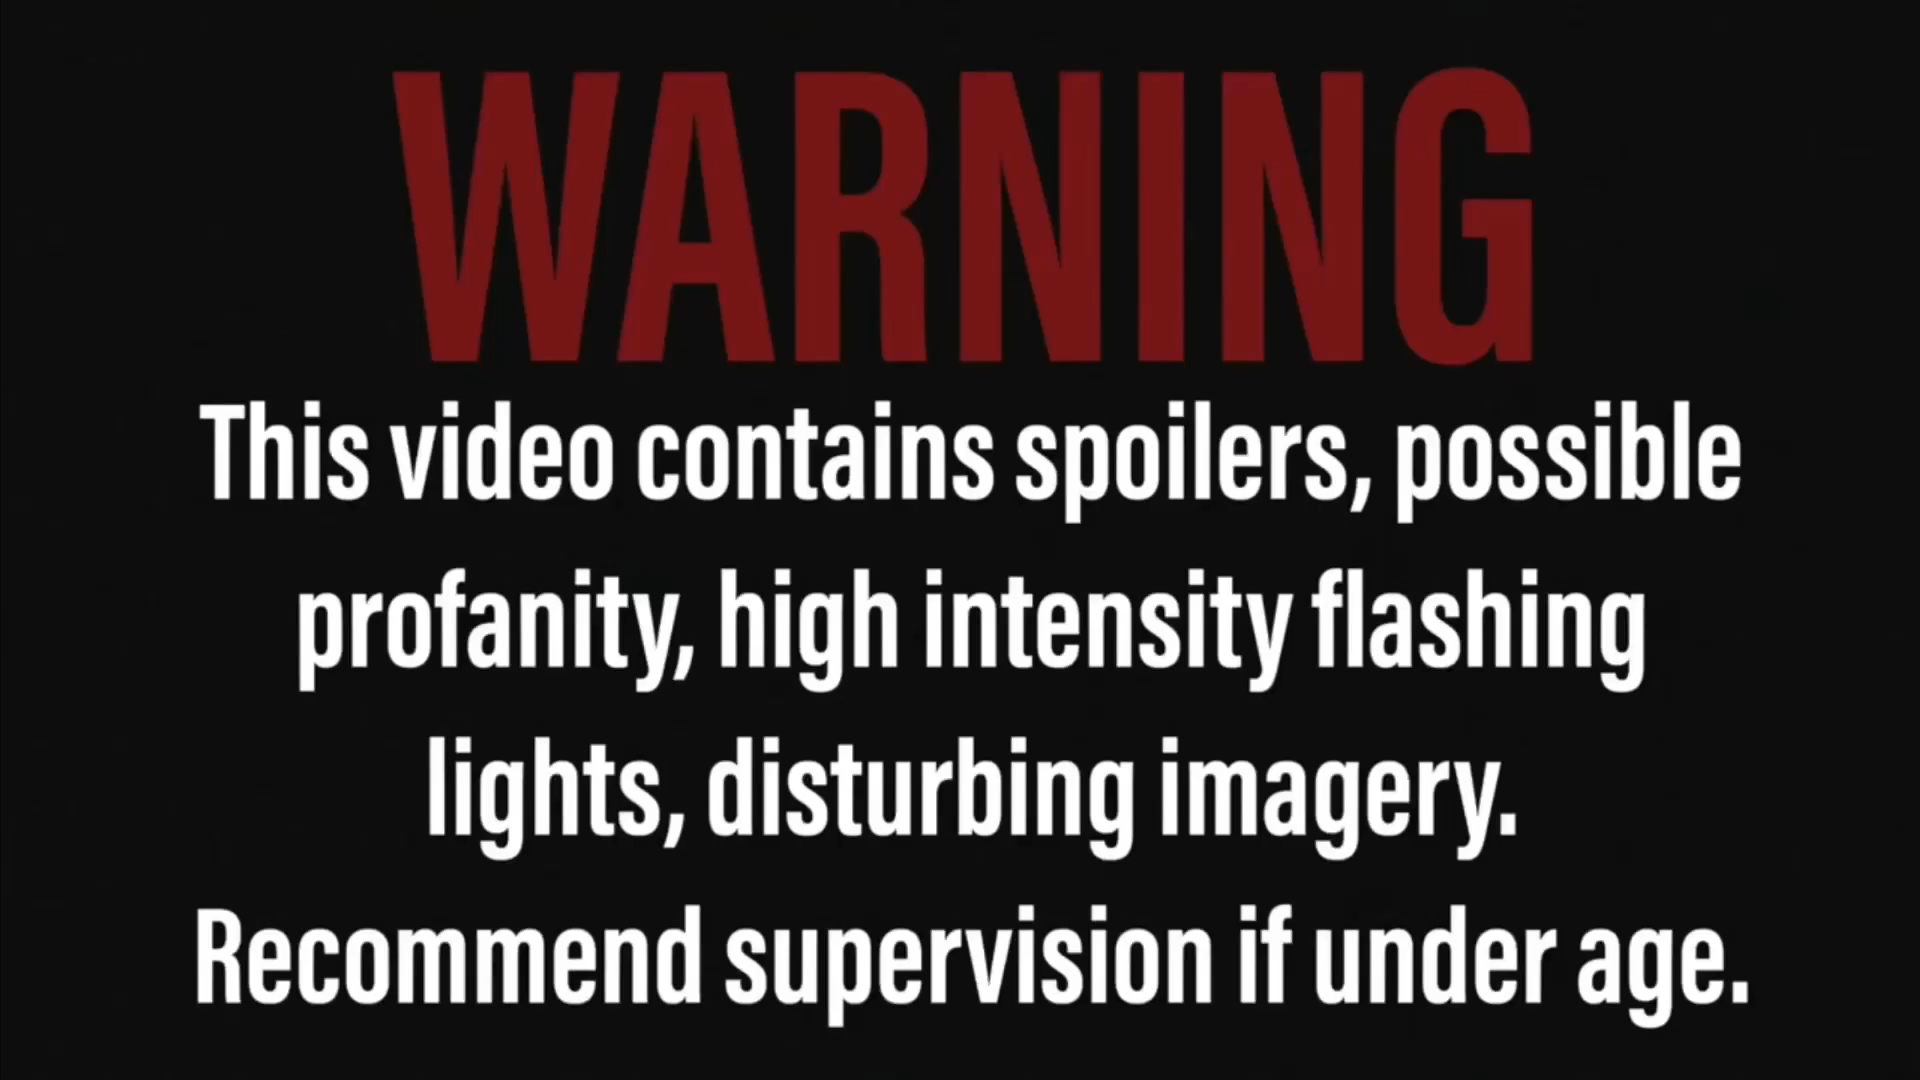 WARNING
This video contains spoilers, possible
profanity, high intensity flashing
lights, disturbing imagery.
Recommend supervision if under age.